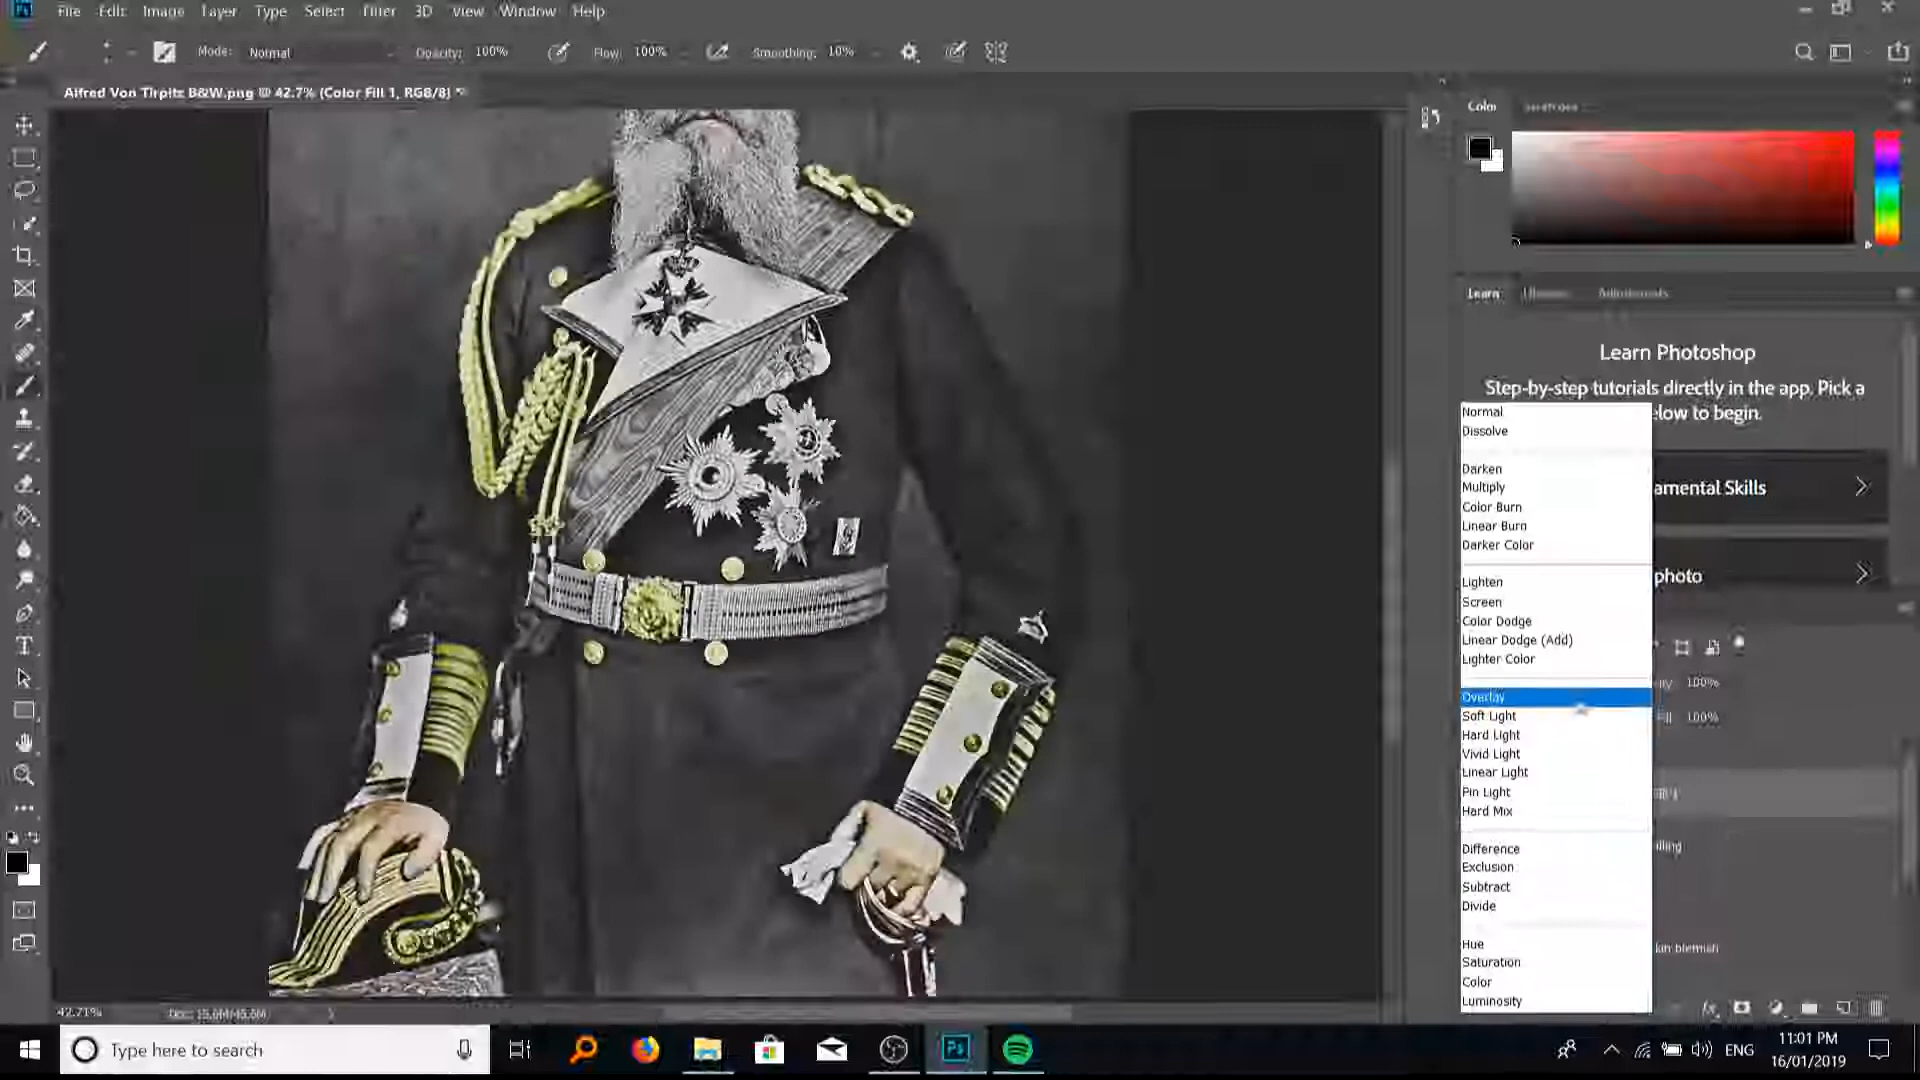 Ps File Edit Image Layer Type Select Filter 3D View Window Help
Mode: Normal Opacity: 100% Flow: 100% Smoothing: 10%
Alfred Von Tirpitz B&W.png @ 42.7% (Color Fill 1, RGB/8) *
Color
Learn Adjustments
Learn Photoshop
Step-by-step tutorials directly in the app. Pick a
elow to begin.
Normal
Dissolve
Darken
Multiply
Color Burn
Linear Burn
Darker Color
amental Skills
photo
Lighten
Screen
Color Dodge
Linear Dodge (Add)
Lighter Color
Overlay
100%
Soft Light
100%
Hard Light
Vivid Light
Linear Light
Pin Light
Hard Mix
Difference
Exclusion
Subtract
Divide
Hue
Saturation
Color
Luminosity
42.71%
Type here to search
Ps
ENG
11:01 PM
16/01/2019